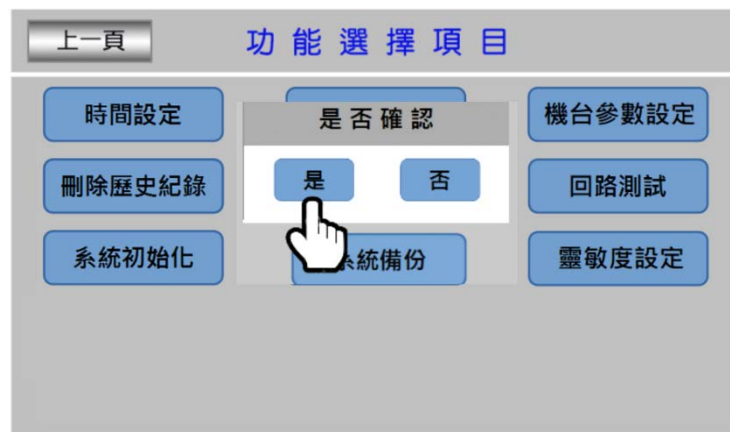 上一頁
功能選擇項目
時間設定
機台參數設定
是否確認
刪除歷史紀錄
是
否
回路測試
系統初始化
統備份
靈敏度設定